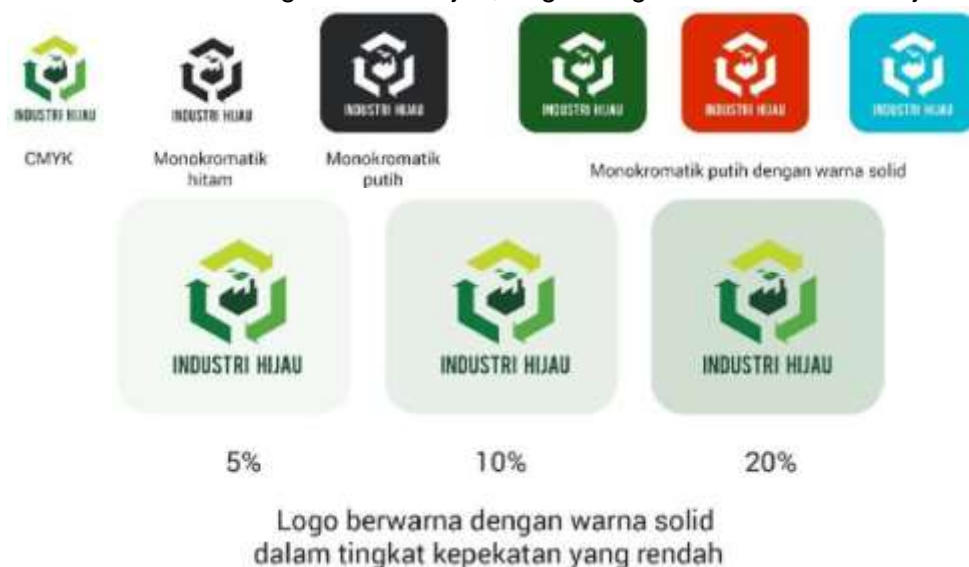 INDUSTRI HIJAU
INDUSTRI HIJAU
INDUSTRI HIJAU
INDUSTRI HIJAU
INDUSTRI HIJAU
INDUSTRI HIJAU
CMYK
Monokromatik
hitam
Monokromatik
putih
Monokromatik putih dengan warna solid
INDUSTRI HIJAU
INDUSTRI HIJAU
INDUSTRI HIJAU
5%
10%
20%
Logo berwarna dengan warna solid
dalam tingkat kepekatan yang rendah